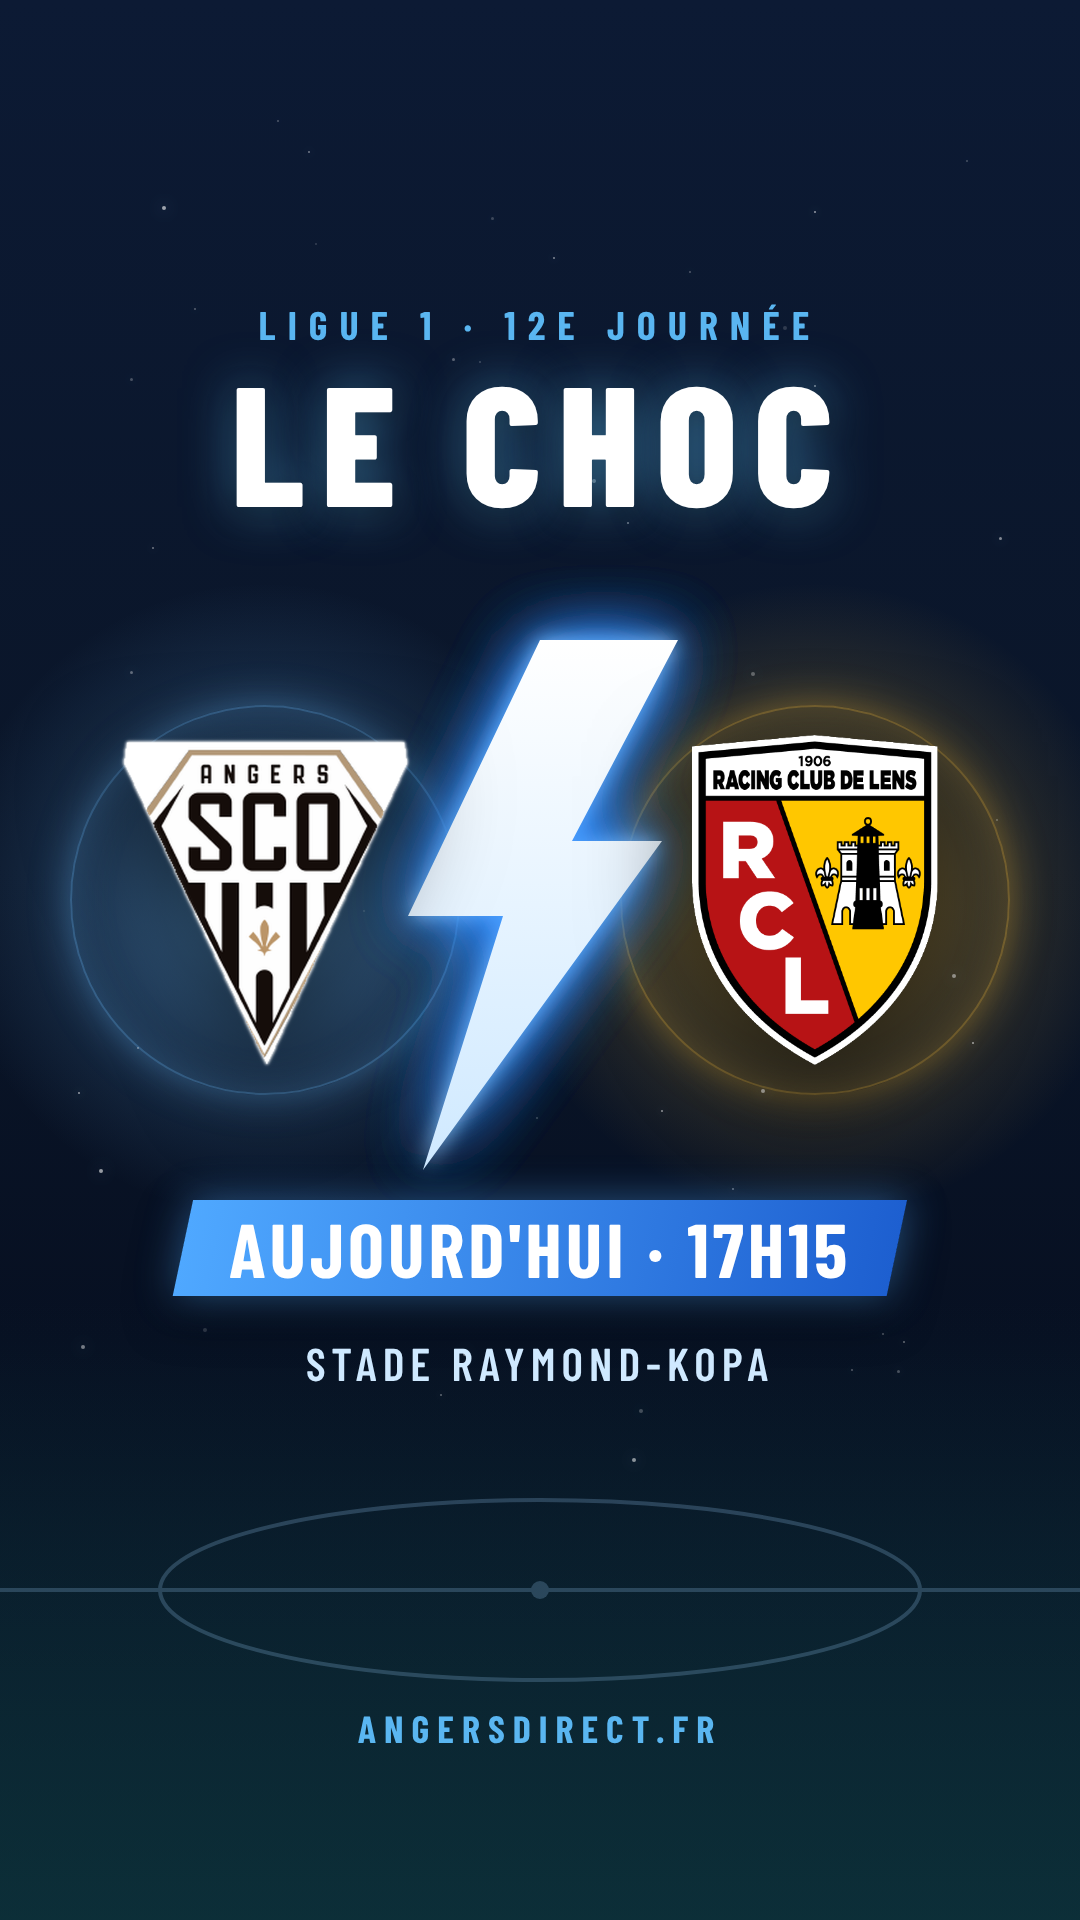 LIGUE 1 · 12E JOURNÉE
LE CHOC
ANGERS
SCO
1906
RACING CLUB DE LENS
R
C
L
AUJOURD'HUI · 17H15
STADE RAYMOND-KOPA
ANGERSDIRECT.FR